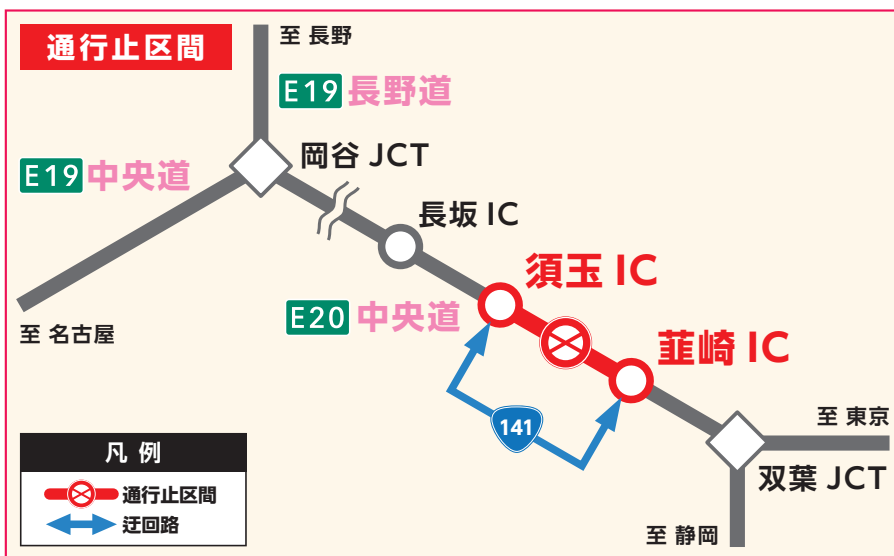 通行止区間
至 長野
E19 長野道
岡谷 JCT
E19 中央道
長坂 IC
須玉 IC
E20 中央道
至 名古屋
韮崎 IC
141
至 東京
双葉 JCT
至 静岡
凡 例
通行止区間
迂回路